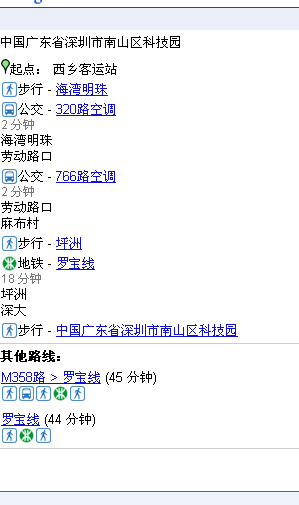 中国广东省深圳市南山区科技园
起点： 西乡客运站
步行 - 海湾明珠
公交 - 320路空调
2 分钟
海湾明珠
劳动路口
公交 - 766路空调
2 分钟
劳动路口
麻布村
步行 - 坪洲
地铁 - 罗宝线
18 分钟
坪洲
深大
步行 - 中国广东省深圳市南山区科技园
其他路线：
M358路 > 罗宝线 (45 分钟)
罗宝线 (44 分钟)